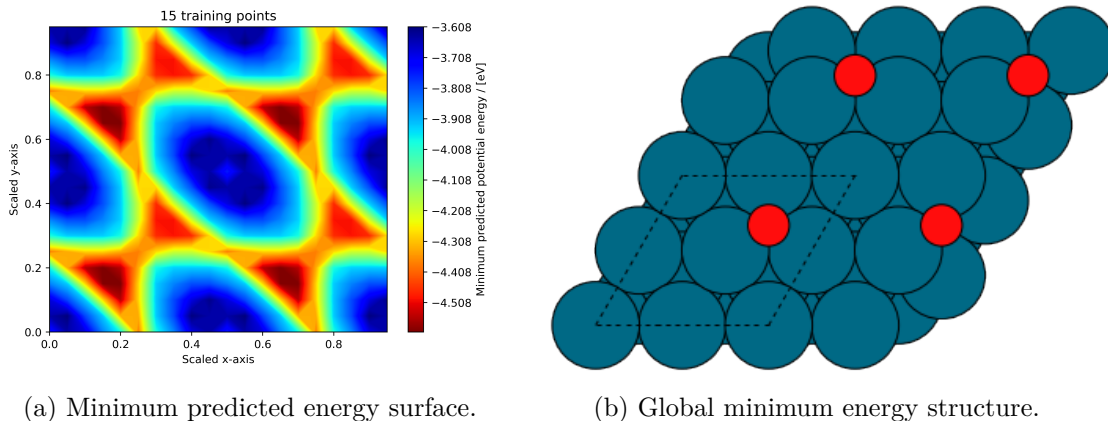 15 training points
0.8
0.6
0.4
0.2
0.0
Scaled y-axis
0.0 0.2 0.4 0.6 0.8
Scaled x-axis
−3.608
−3.708
−3.808
−3.908
−4.008
−4.108
−4.208
−4.308
−4.408
−4.508
Minimum predicted potential energy / [eV]
(a) Minimum predicted energy surface.
(b) Global minimum energy structure.